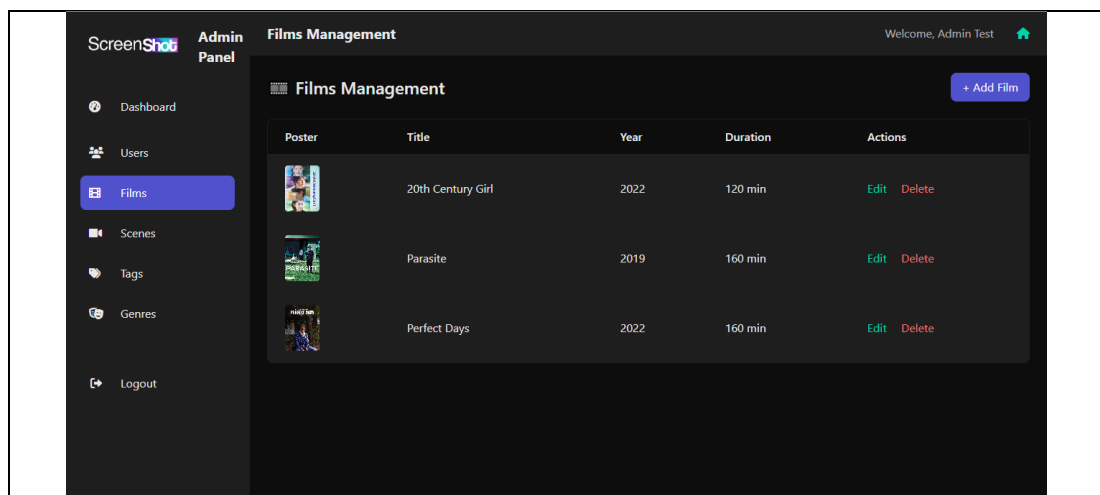 ScreenShot Admin Panel
Films Management
Welcome, Admin Test
Dashboard
Users
Films
Scenes
Tags
Genres
Logout
Films Management
+ Add Film
Poster Title Year Duration Actions
20th Century Girl 2022 120 min Edit Delete
PARASITE
Parasite 2019 160 min Edit Delete
Perfect Days 2022 160 min Edit Delete